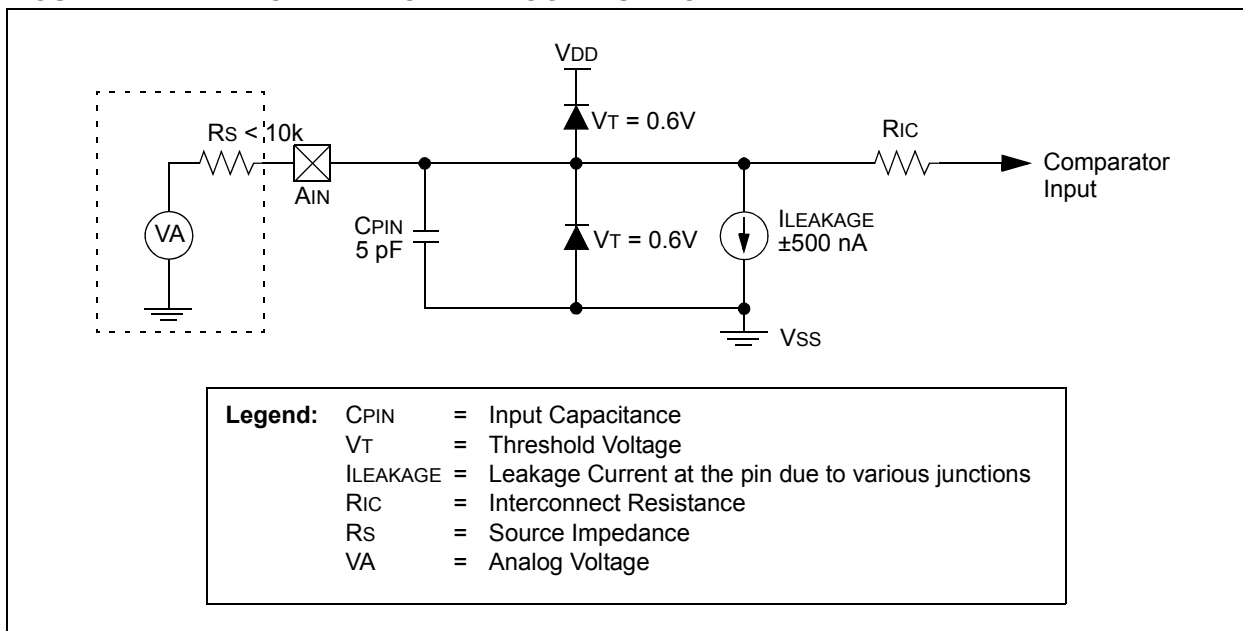 VDD
VT = 0.6V
RS < 10k
RIC
Comparator
Input
AIN
VA
CPIN
5 pF
VT = 0.6V
ILEAKAGE
±500 nA
VSS
Legend: CPIN = Input Capacitance
VT = Threshold Voltage
ILEAKAGE = Leakage Current at the pin due to various junctions
RIC = Interconnect Resistance
RS = Source Impedance
VA = Analog Voltage